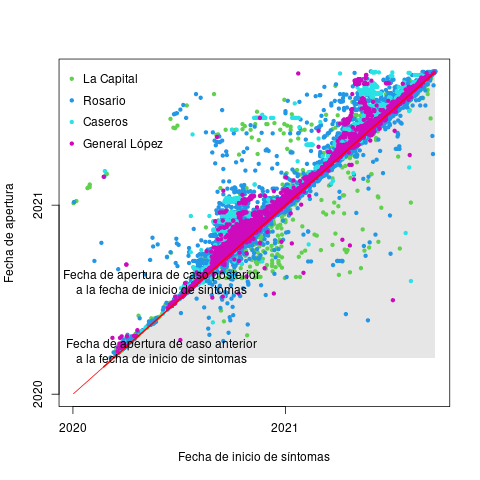 La Capital
Rosario
Caseros
General López
Fecha de apertura
2021
2020
Fecha de apertura de caso posterior
a la fecha de inicio de sintomas
Fecha de apertura de caso anterior
a la fecha de inicio de sintomas
2020
2021
Fecha de inicio de síntomas